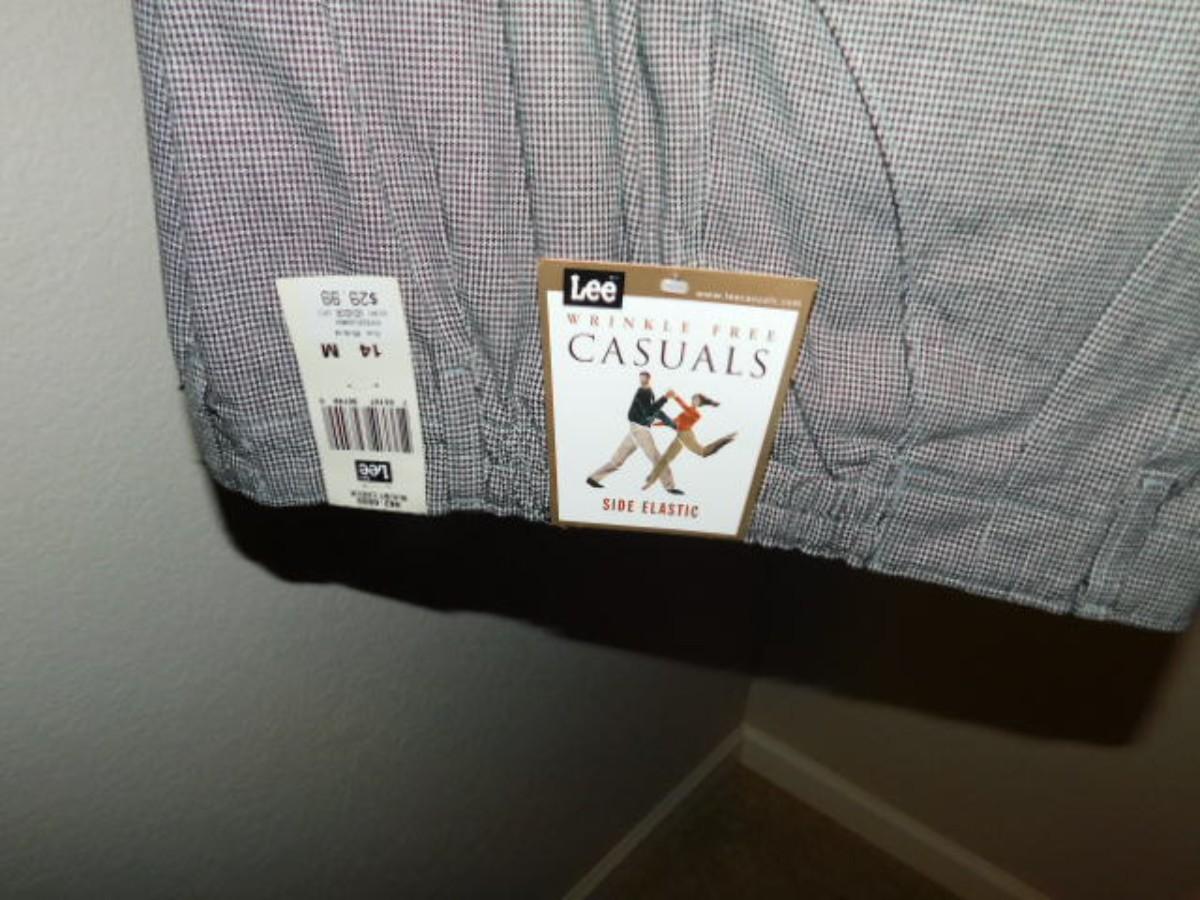 Lee
www.leecasuals.com
WRINKLE FREE
CASUALS
SIDE ELASTIC
Lee
14 M
$29.99